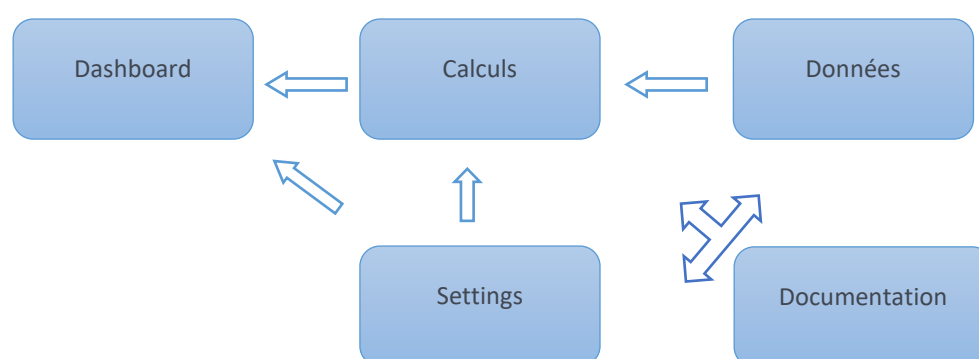 Dashboard
Calculs
Données
Settings
Documentation